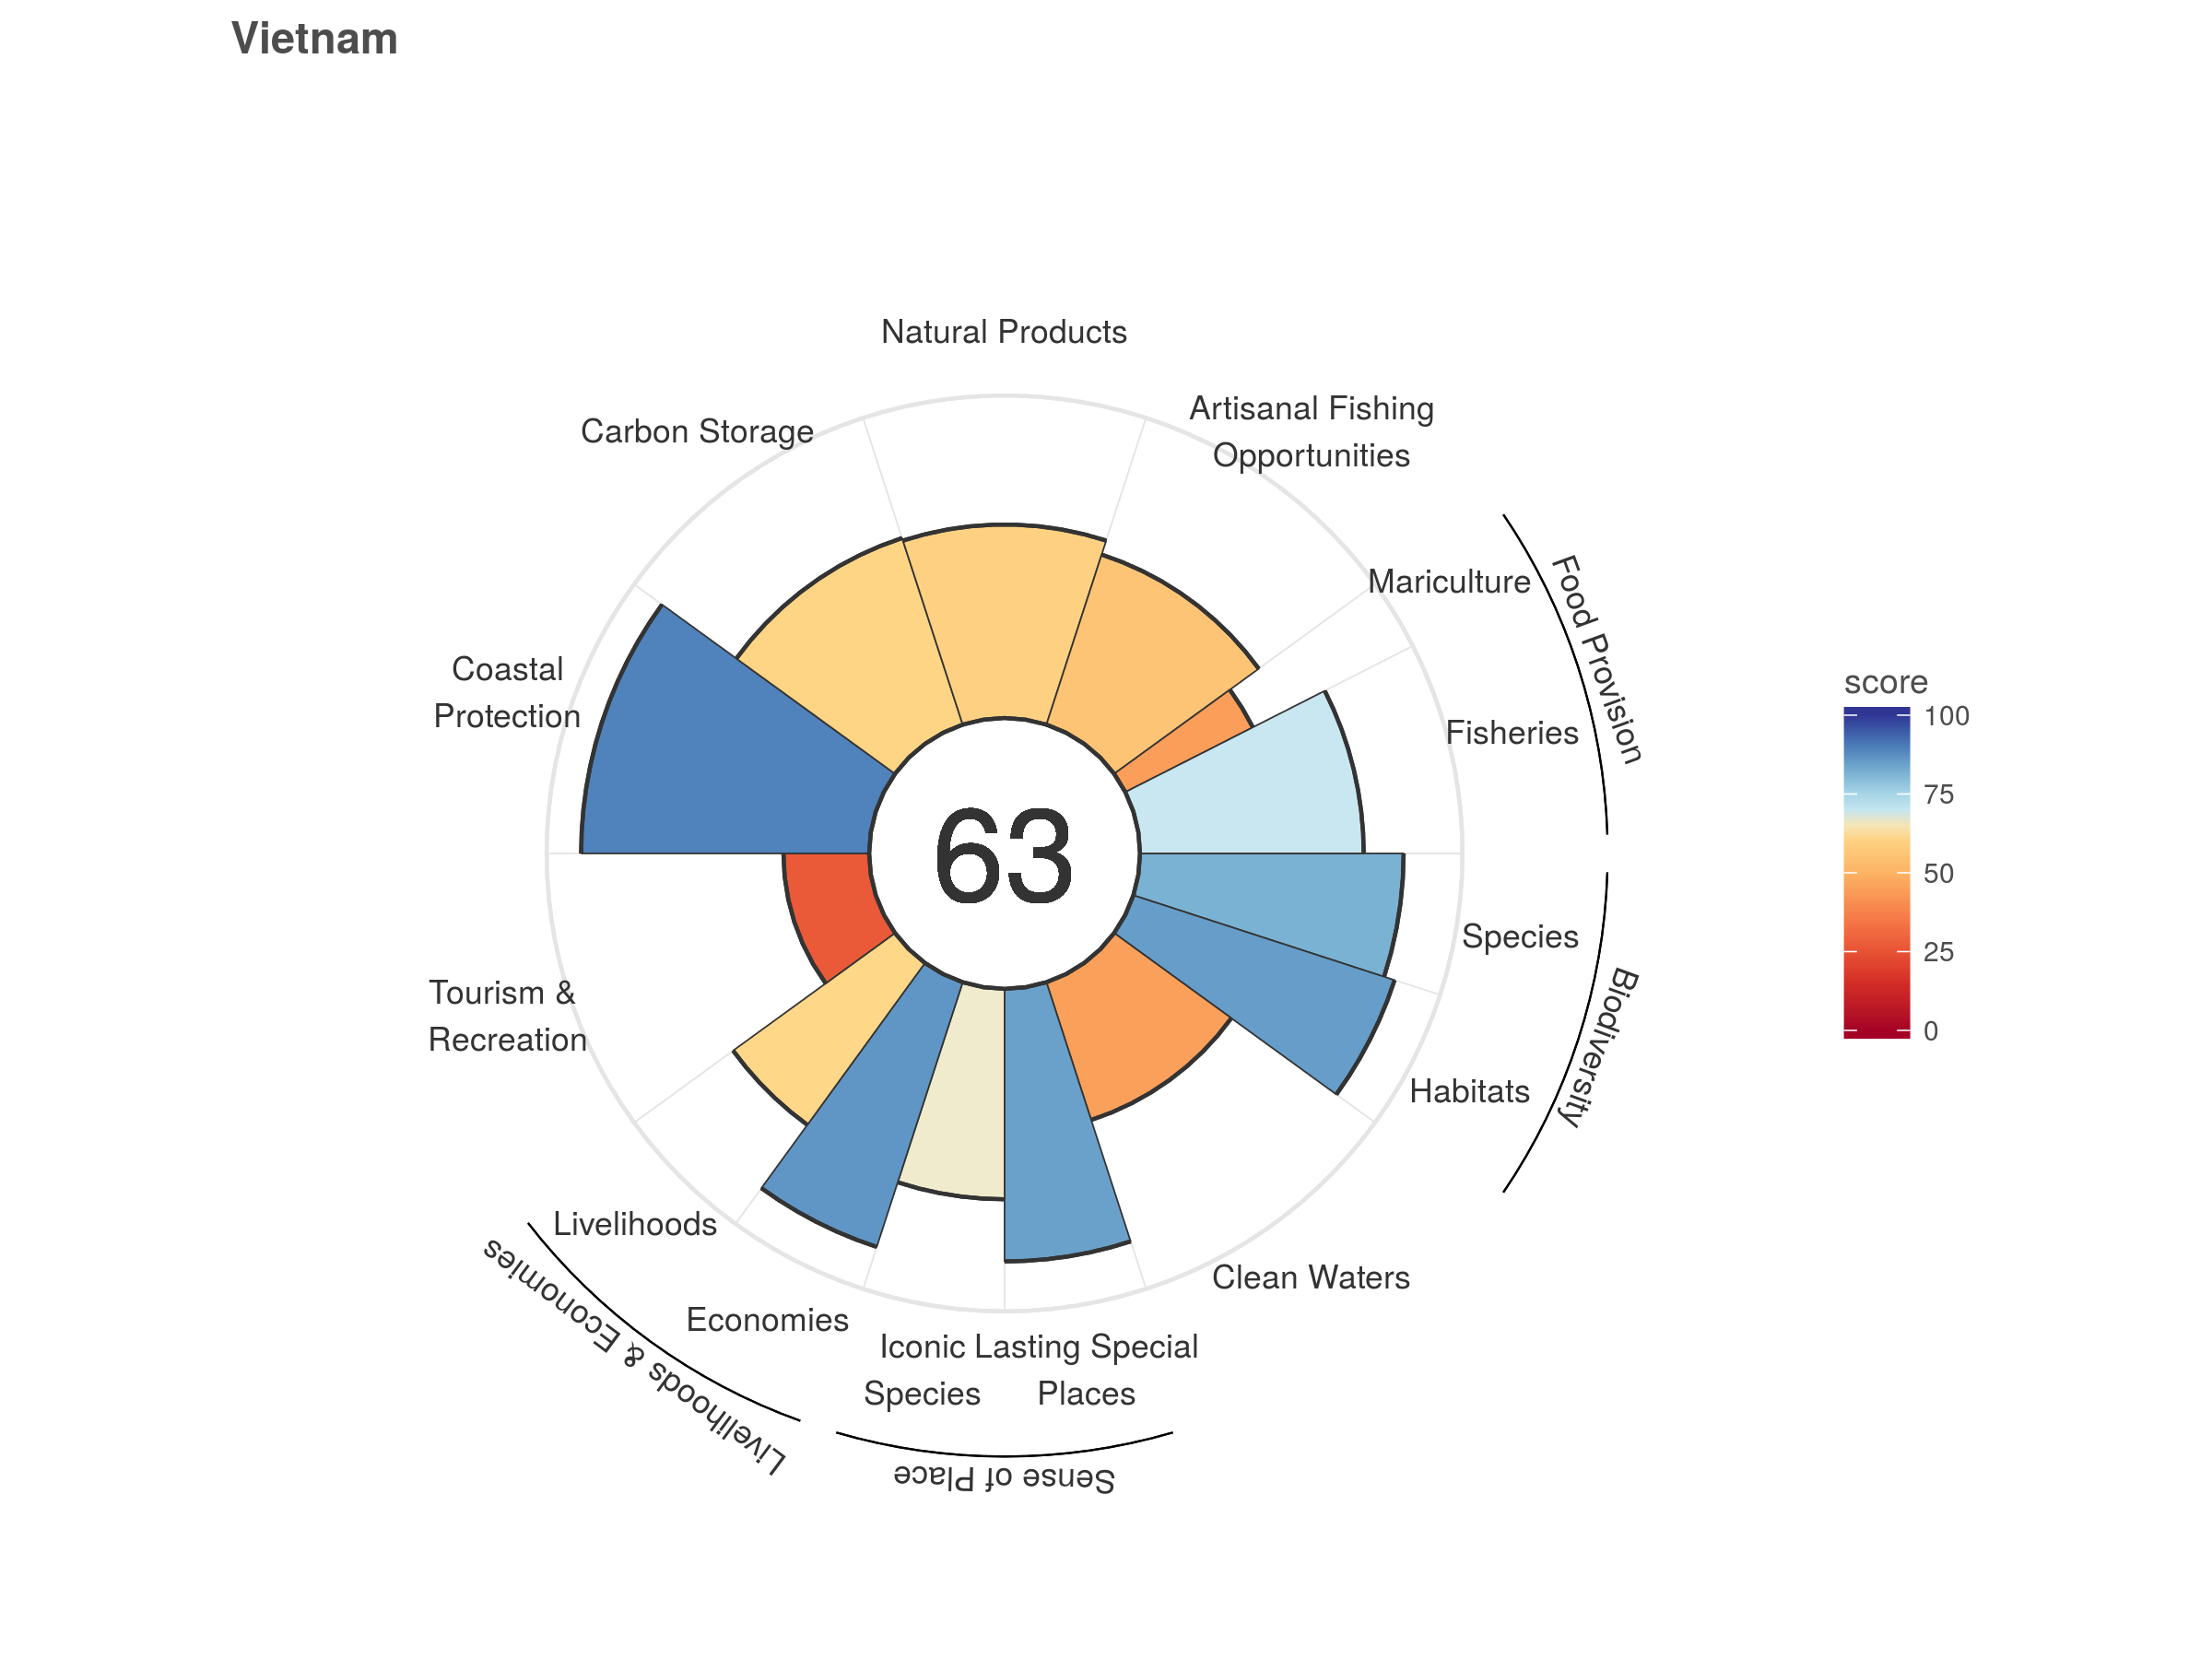 Vietnam
Natural Products
Artisanal Fishing
Opportunities
Carbon Storage
Mariculture
Food Provision
Coastal
Protection
Fisheries
63
score
100
75
50
25
0
Species
Biodiversity
Tourism &
Recreation
Habitats
Livelihoods
Clean Waters
Economies
Livelihoods & Economies
Iconic
Species
Lasting Special
Places
Sense of Place